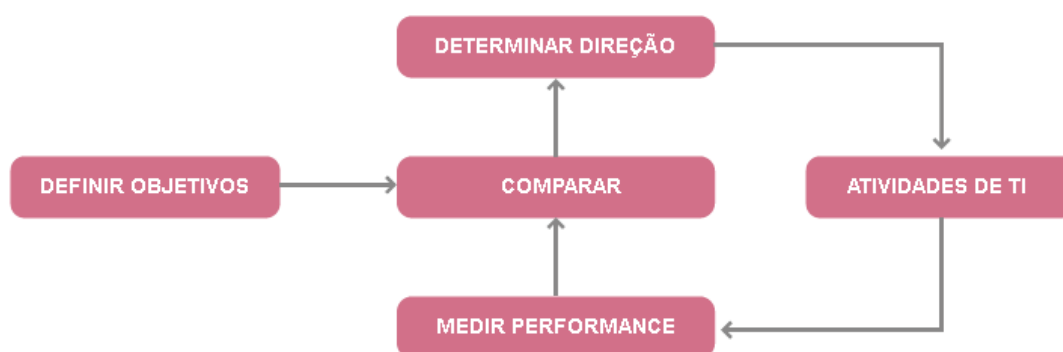 DETERMINAR DIREÇÃO
DEFINIR OBJETIVOS
COMPARAR
ATIVIDADES DE TI
MEDIR PERFORMANCE